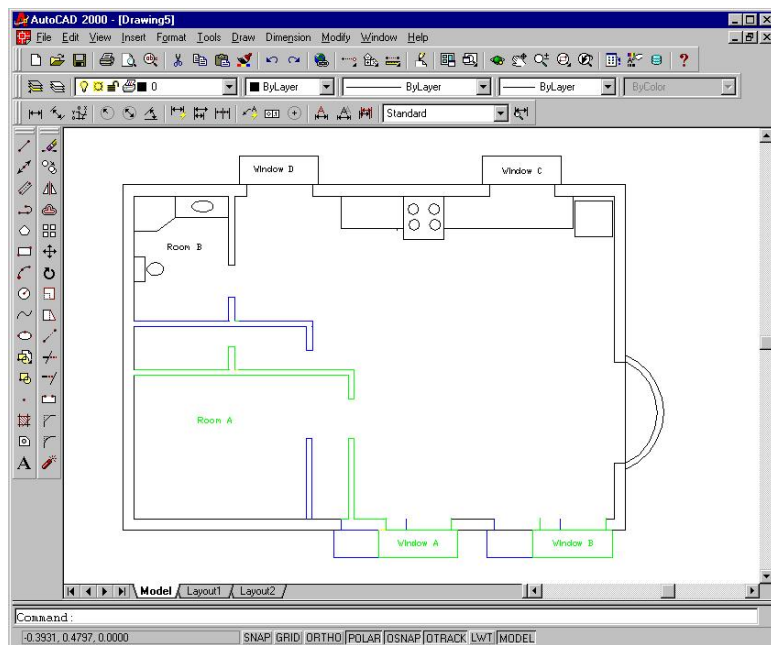 AutoCAD 2000 - [Drawing5]
File Edit View Insert Format Tools Draw Dimension Modify Window Help
0 ByLayer ByLayer ByLayer ByColor
Standard
Window D
Window C
Room B
Room A
Window A
Window B
A
Model Layout1 Layout2
Command:
-0.3931, 0.4797, 0.0000 SNAP GRID ORTHO POLAR OSNAP OTRACK LWT MODEL